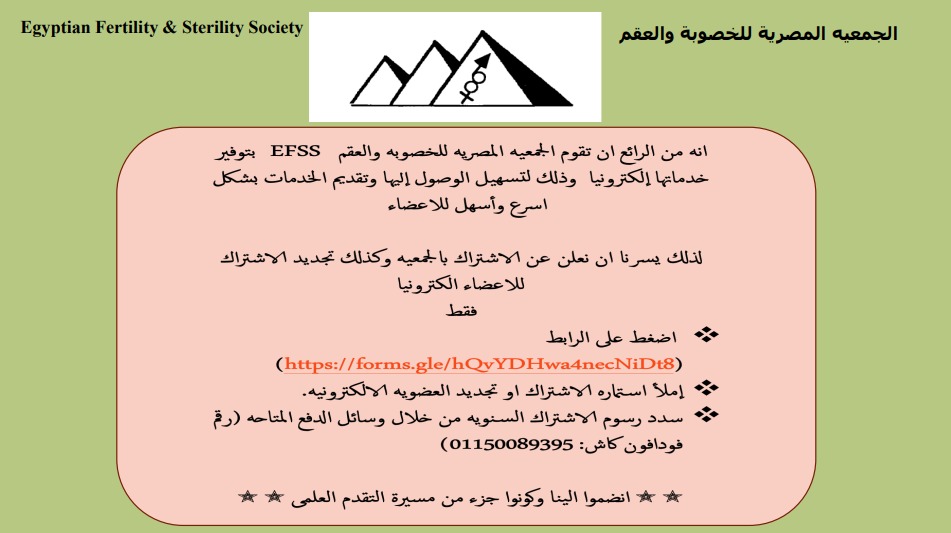 Egyptian Fertility & Sterility Society
الجمعيه المصرية للخصوبة والعقم
انه من الرائع ان تقوم الجمعيه المصريه للخصوبه والعقم EFSS بتوفير
خدماتها إلكترونيا وذلك لتسهيل الوصول إليها وتقديم الخدمات بشكل
اسرع وأسهل للاعضاء
لذلك يسرنا ان نعلن عن الاشتراك بالجمعيه وكذلك تجديد الاشتراك
للاعضاء الكترونيا
فقط
❖ اضغط على الرابط
(https://forms.gle/hQvYDHwa4necNiDt8)
❖ إملأ استماره الاشتراك او تجديد العضويه الالكترونيه.
❖ سدد رسوم الاشتراك السنويه من خلال وسائل الدفع المتاحه (رقم
فودافون كاش: 01150089395)
✯ ✯ انضموا الينا وكونوا جزء من مسيرة التقدم العلمى ✯ ✯